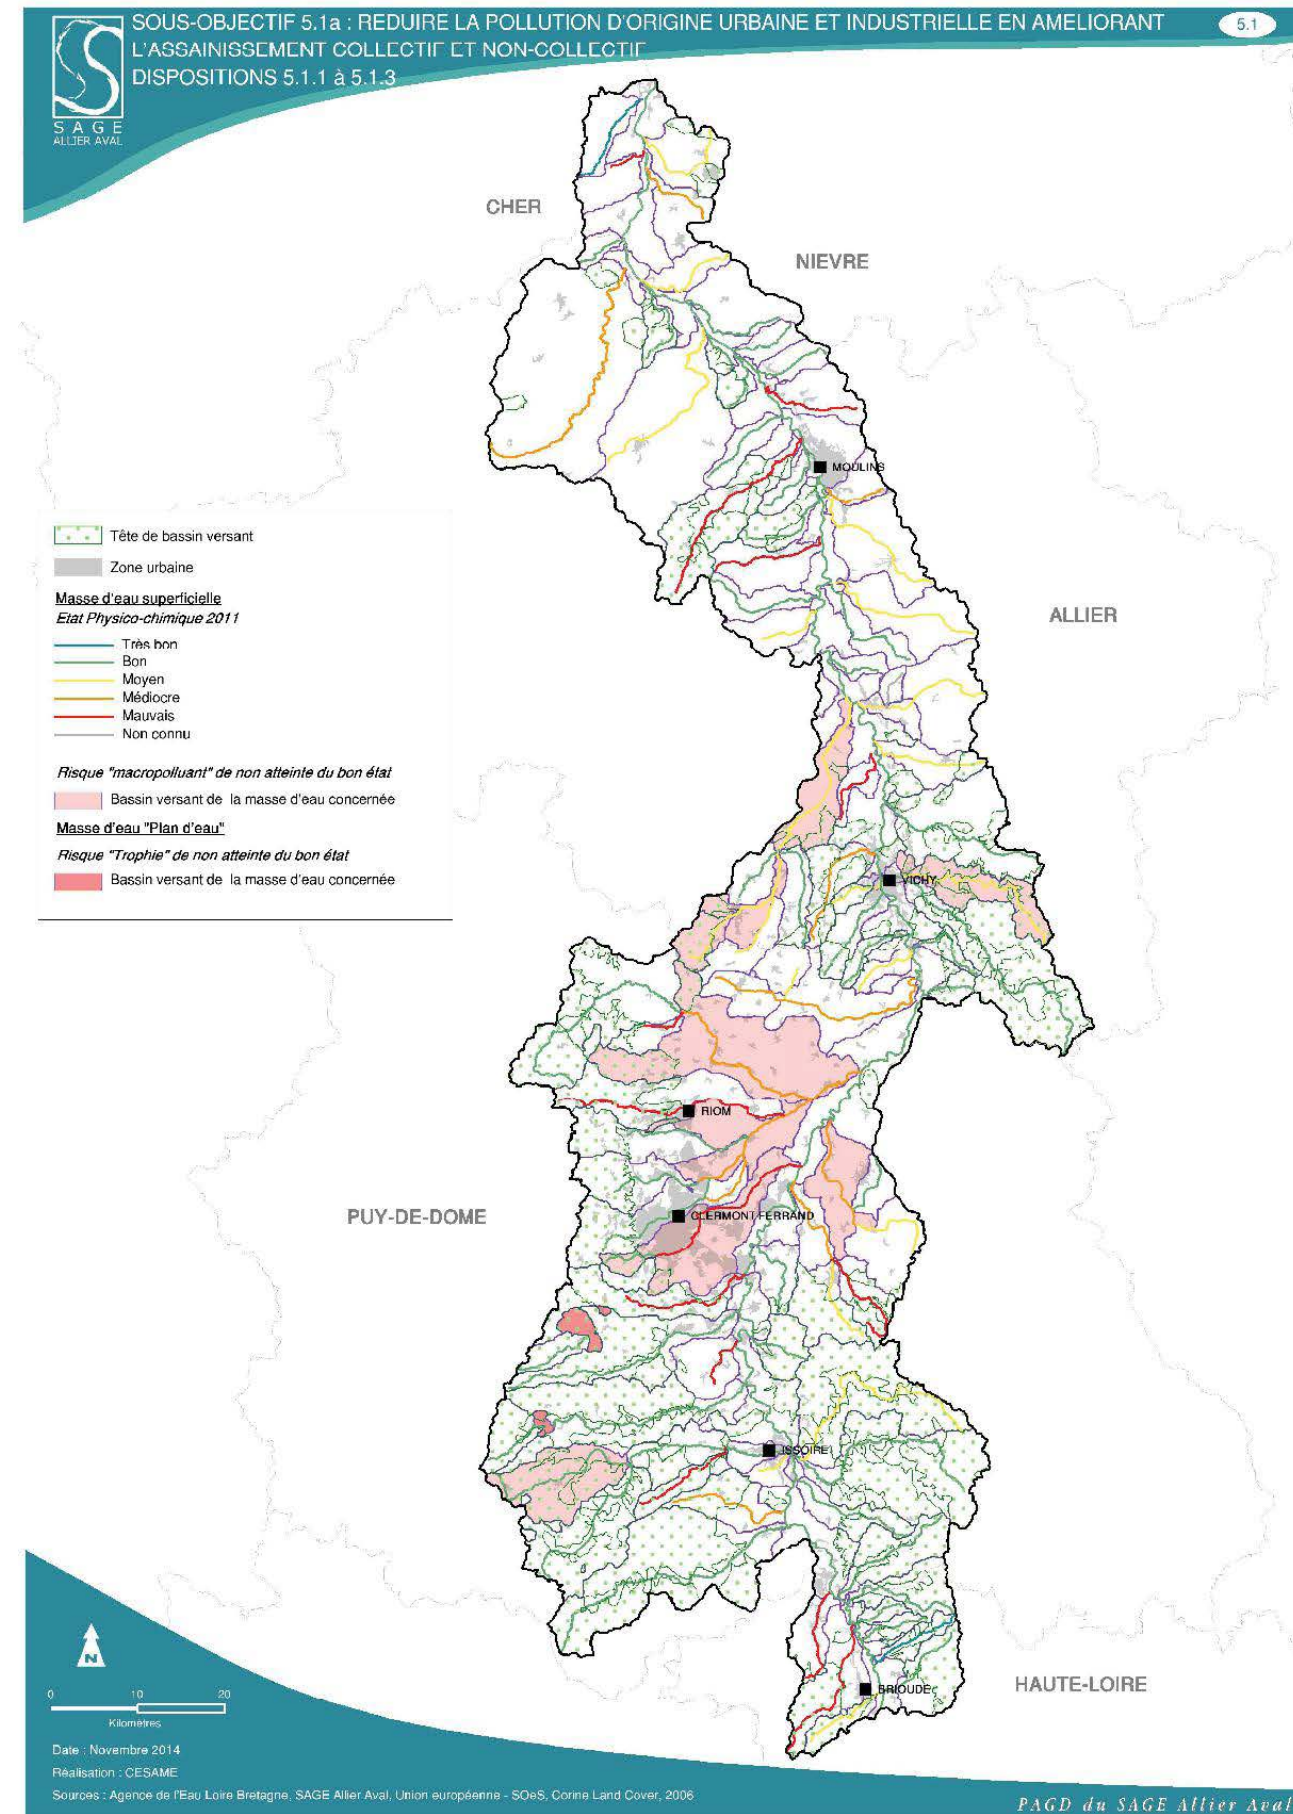 SOUS-OBJECTIF 5.1a : REDUIRE LA POLLUTION D'ORIGINE URBAINE ET INDUSTRIELLE EN AMELIORANT
L'ASSAINISSEMENT COLLECTIF ET NON-COLLECTIF
DISPOSITIONS 5.1.1 à 5.1.3
5.1
SAGE
ALLIER AVAL
CHER
NIEVRE
MOULINS
ALLIER
Tête de bassin versant
Zone urbaine
Masse d'eau superficielle
Etat Physico-chimique 2011
Très bon
Bon
Moyen
Médiocre
Mauvais
Non connu
Risque "macropolluant" de non atteinte du bon état
Bassin versant de la masse d'eau concernée
Masse d'eau "Plan d'eau"
Risque "Trophie" de non atteinte du bon état
Bassin versant de la masse d'eau concernée
VICHY
RIOM
PUY-DE-DOME
CLERMONT FERRAND
ISSOIRE
BRIOUDE
HAUTE-LOIRE
N
0 10 20
Kilomètres
Date : Novembre 2014
Réalisation : CESAME
Sources : Agence de l'Eau Loire Bretagne, SAGE Allier Aval, Union européenne - SOeS, Corine Land Cover, 2006
PAGD du SAGE Allier Aval